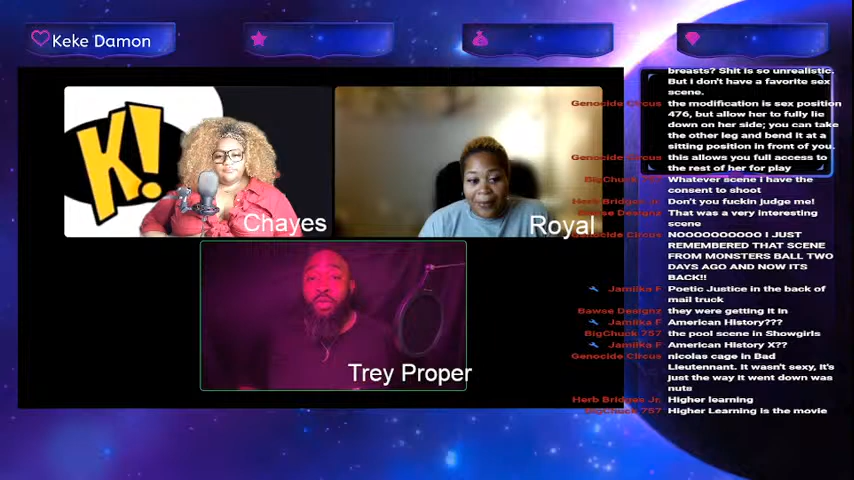 Keke Damon
K!
Chayes
Royal
Trey Proper
breasts? Shit is so unrealistic.
But i don't have a favorite sex
scene.
Genocide Circus the modification is sex position
476, but allow her to fully lie
down on her side; you can take
the other leg and bend it at a
sitting position in front of you.
Genocide Circus this allows you full access to
the rest of her for play
BigChuck 757 Whatever scene i have the
consent to shoot
Herb Bridges Jr. Don't you fuckin judge me!
Bawse Designz That was a very interesting
scene
Genocide Circus NOOOOOOOOO I JUST
REMEMBERED THAT SCENE
FROM MONSTERS BALL TWO
DAYS AGO AND NOW ITS
BACK!!
Jamiika F Poetic Justice in the back of
mail truck
Bawse Designz they were getting it in
Jamiika F American History???
BigChuck 757 the pool scene in Showgirls
Jamiika F American History X??
Genocide Circus nicolas cage in Bad
Lieutennant. It wasn't sexy, it's
just the way it went down was
nuts
Herb Bridges Jr. Higher learning
BigChuck 757 Higher Learning is the movie